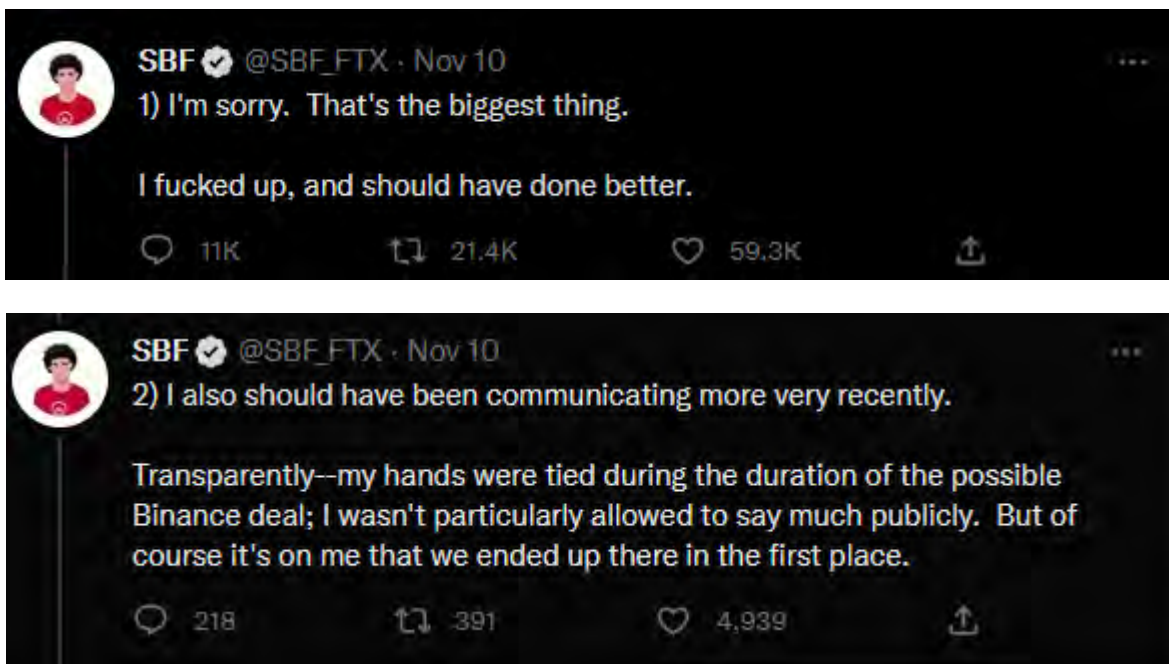 SBF @SBF_FTX · Nov 10
1) I'm sorry.  That's the biggest thing.
I fucked up, and should have done better.
11K 21.4K 59.3K
SBF @SBF_FTX · Nov 10
2) I also should have been communicating more very recently.
Transparently--my hands were tied during the duration of the possible
Binance deal; I wasn't particularly allowed to say much publicly.  But of
course it's on me that we ended up there in the first place.
218 391 4,939